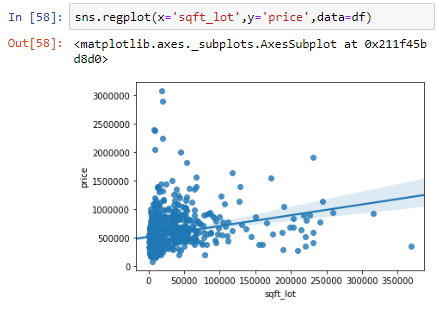 In [58]: sns.regplot(x='sqft_lot',y='price',data=df)
Out[58]: <matplotlib.axes._subplots.AxesSubplot at 0x211f45b
d8d0>
3000000
2500000
2000000
1500000
1000000
500000
0
price
0 50000 100000 150000 200000 250000 300000 350000
sqft_lot